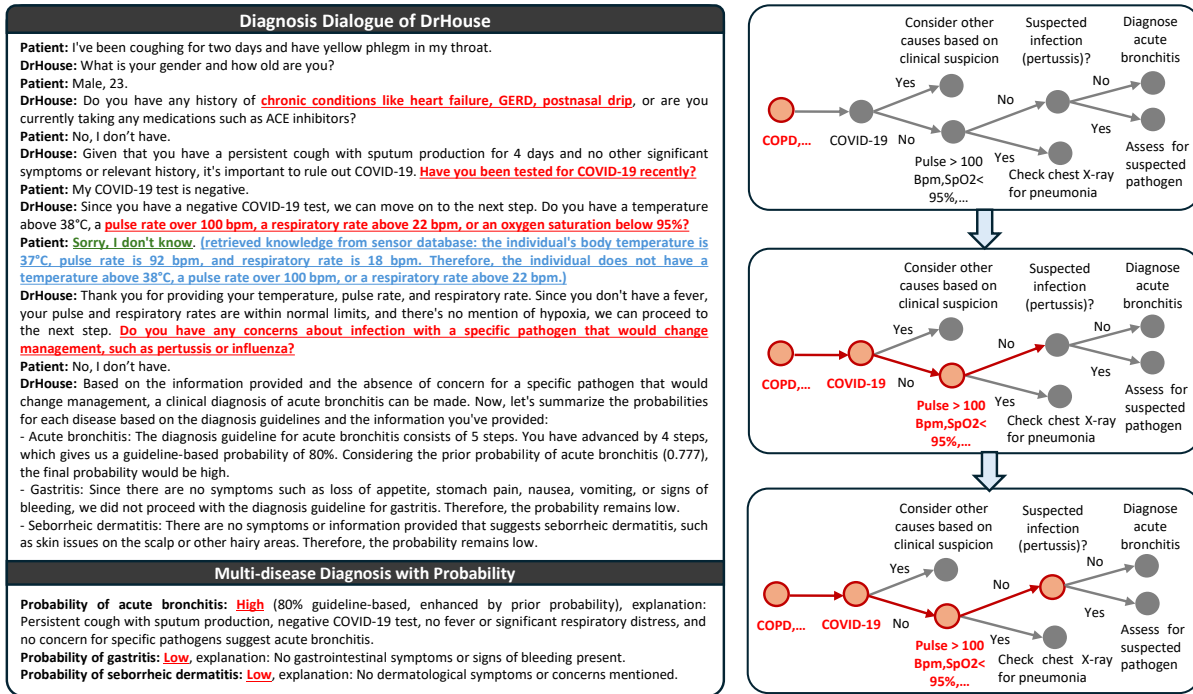 Diagnosis Dialogue of DrHouse
Patient: I've been coughing for two days and have yellow phlegm in my throat.
DrHouse: What is your gender and how old are you?
Patient: Male, 23.
DrHouse: Do you have any history of chronic conditions like heart failure, GERD, postnasal drip, or are you
currently taking any medications such as ACE inhibitors?
Patient: No, I don't have.
DrHouse: Given that you have a persistent cough with sputum production for 4 days and no other significant
symptoms or relevant history, it's important to rule out COVID-19. Have you been tested for COVID-19 recently?
Patient: My COVID-19 test is negative.
DrHouse: Since you have a negative COVID-19 test, we can move on to the next step. Do you have a temperature
above 38°C, a pulse rate over 100 bpm, a respiratory rate above 22 bpm, or an oxygen saturation below 95%?
Patient: Sorry, I don't know. (retrieved knowledge from sensor database: the individual's body temperature is
37°C, pulse rate is 92 bpm, and respiratory rate is 18 bpm. Therefore, the individual does not have a
temperature above 38°C, a pulse rate over 100 bpm, or a respiratory rate above 22 bpm.)
DrHouse: Thank you for providing your temperature, pulse rate, and respiratory rate. Since you don't have a fever,
your pulse and respiratory rates are within normal limits, and there's no mention of hypoxia, we can proceed to
the next step. Do you have any concerns about infection with a specific pathogen that would change
management, such as pertussis or influenza?
Patient: No, I don't have.
DrHouse: Based on the information provided and the absence of concern for a specific pathogen that would
change management, a clinical diagnosis of acute bronchitis can be made. Now, let's summarize the probabilities
for each disease based on the diagnosis guidelines and the information you've provided:
- Acute bronchitis: The diagnosis guideline for acute bronchitis consists of 5 steps. You have advanced by 4 steps,
which gives us a guideline-based probability of 80%. Considering the prior probability of acute bronchitis (0.777),
the final probability would be high.
- Gastritis: Since there are no symptoms such as loss of appetite, stomach pain, nausea, vomiting, or signs of
bleeding, we did not proceed with the diagnosis guideline for gastritis. Therefore, the probability remains low.
- Seborrheic dermatitis: There are no symptoms or information provided that suggests seborrheic dermatitis, such
as skin issues on the scalp or other hairy areas. Therefore, the probability remains low.
Multi-disease Diagnosis with Probability
Probability of acute bronchitis: High (80% guideline-based, enhanced by prior probability), explanation:
Persistent cough with sputum production, negative COVID-19 test, no fever or significant respiratory distress, and
no concern for specific pathogens suggest acute bronchitis.
Probability of gastritis: Low, explanation: No gastrointestinal symptoms or signs of bleeding present.
Probability of seborrheic dermatitis: Low, explanation: No dermatological symptoms or concerns mentioned.
Consider other
causes based on
clinical suspicion
Suspected
infection
(pertussis)?
Diagnose
acute
bronchitis
Yes
No
No
No
Yes
Yes
COPD,...
COVID-19
Pulse > 100
Bpm,SpO2<
95%,...
Check chest X-ray
for pneumonia
Assess for
suspected
pathogen
Consider other
causes based on
clinical suspicion
Suspected
infection
(pertussis)?
Diagnose
acute
bronchitis
Yes
No
No
No
Yes
Yes
COPD,...
COVID-19
Pulse > 100
Bpm,SpO2<
95%,...
Check chest X-ray
for pneumonia
Assess for
suspected
pathogen
Consider other
causes based on
clinical suspicion
Suspected
infection
(pertussis)?
Diagnose
acute
bronchitis
Yes
No
No
No
Yes
Yes
COPD,...
COVID-19
Pulse > 100
Bpm,SpO2<
95%,...
Check chest X-ray
for pneumonia
Assess for
suspected
pathogen